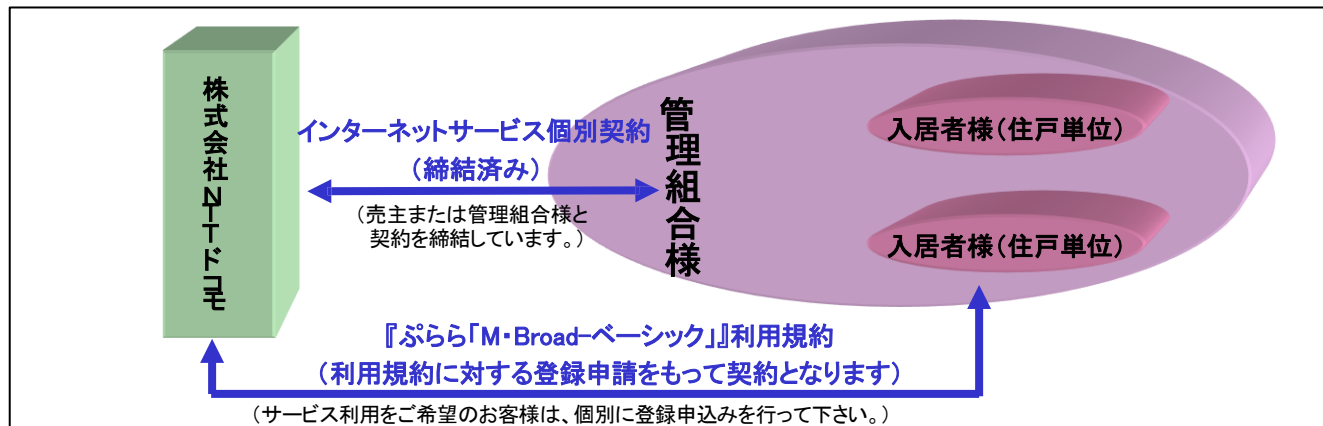 株式会社NTTドコモ
インターネットサービス個別契約
（締結済み）
（売主または管理組合様と
契約を締結しています。）
管理組合様
入居者様（住戸単位）
入居者様（住戸単位）
『ぷらら「M・Broad-ベーシック」』利用規約
（利用規約に対する登録申請をもって契約となります）
（サービス利用をご希望のお客様は、個別に登録申込みを行って下さい。）